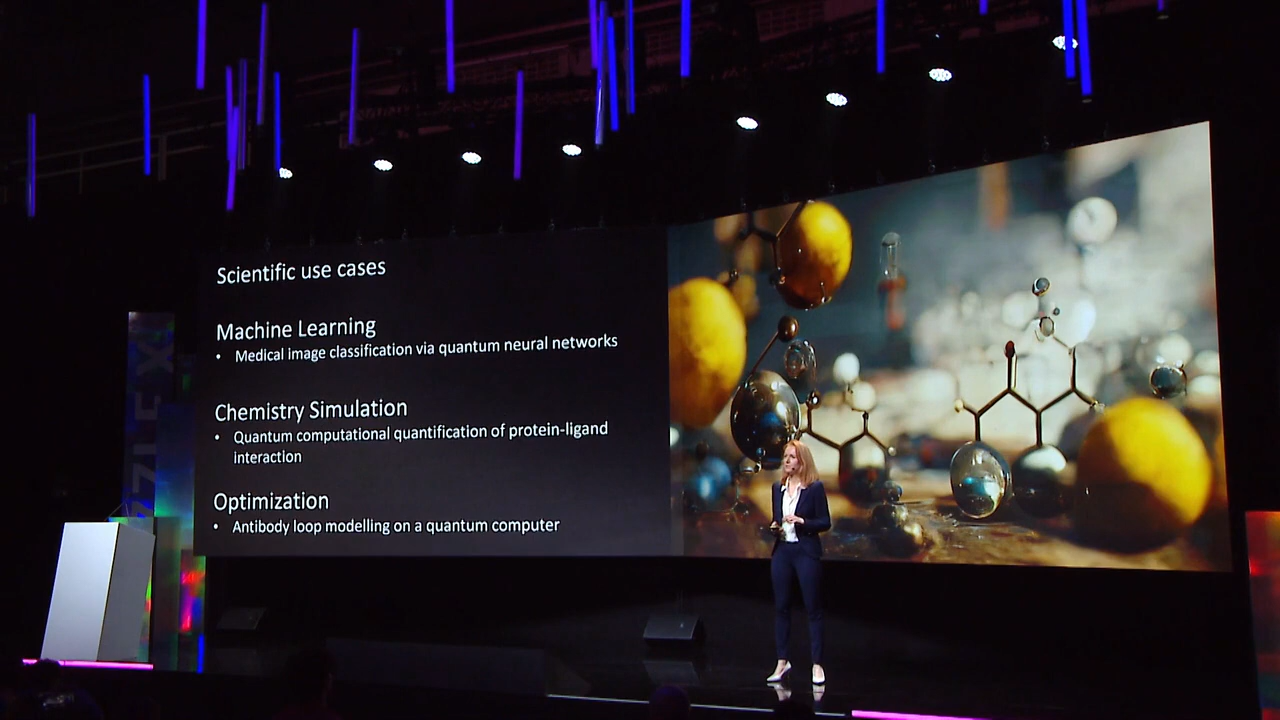 Scientific use cases
Machine Learning
• Medical image classification via quantum neural networks
Chemistry Simulation
• Quantum computational quantification of protein-ligand
interaction
Optimization
• Antibody loop modelling on a quantum computer